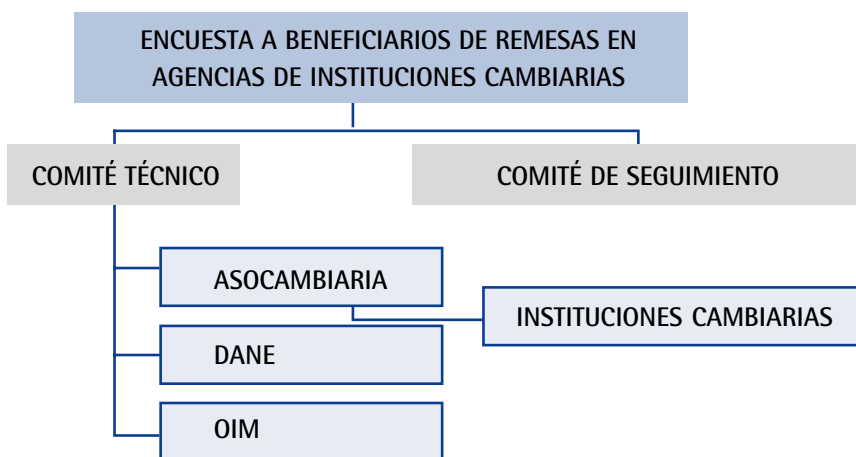 ENCUESTA A BENEFICIARIOS DE REMESAS EN
AGENCIAS DE INSTITUCIONES CAMBIARIAS
COMITÉ TÉCNICO
COMITÉ DE SEGUIMIENTO
ASOCAMBIARIA
INSTITUCIONES CAMBIARIAS
DANE
OIM